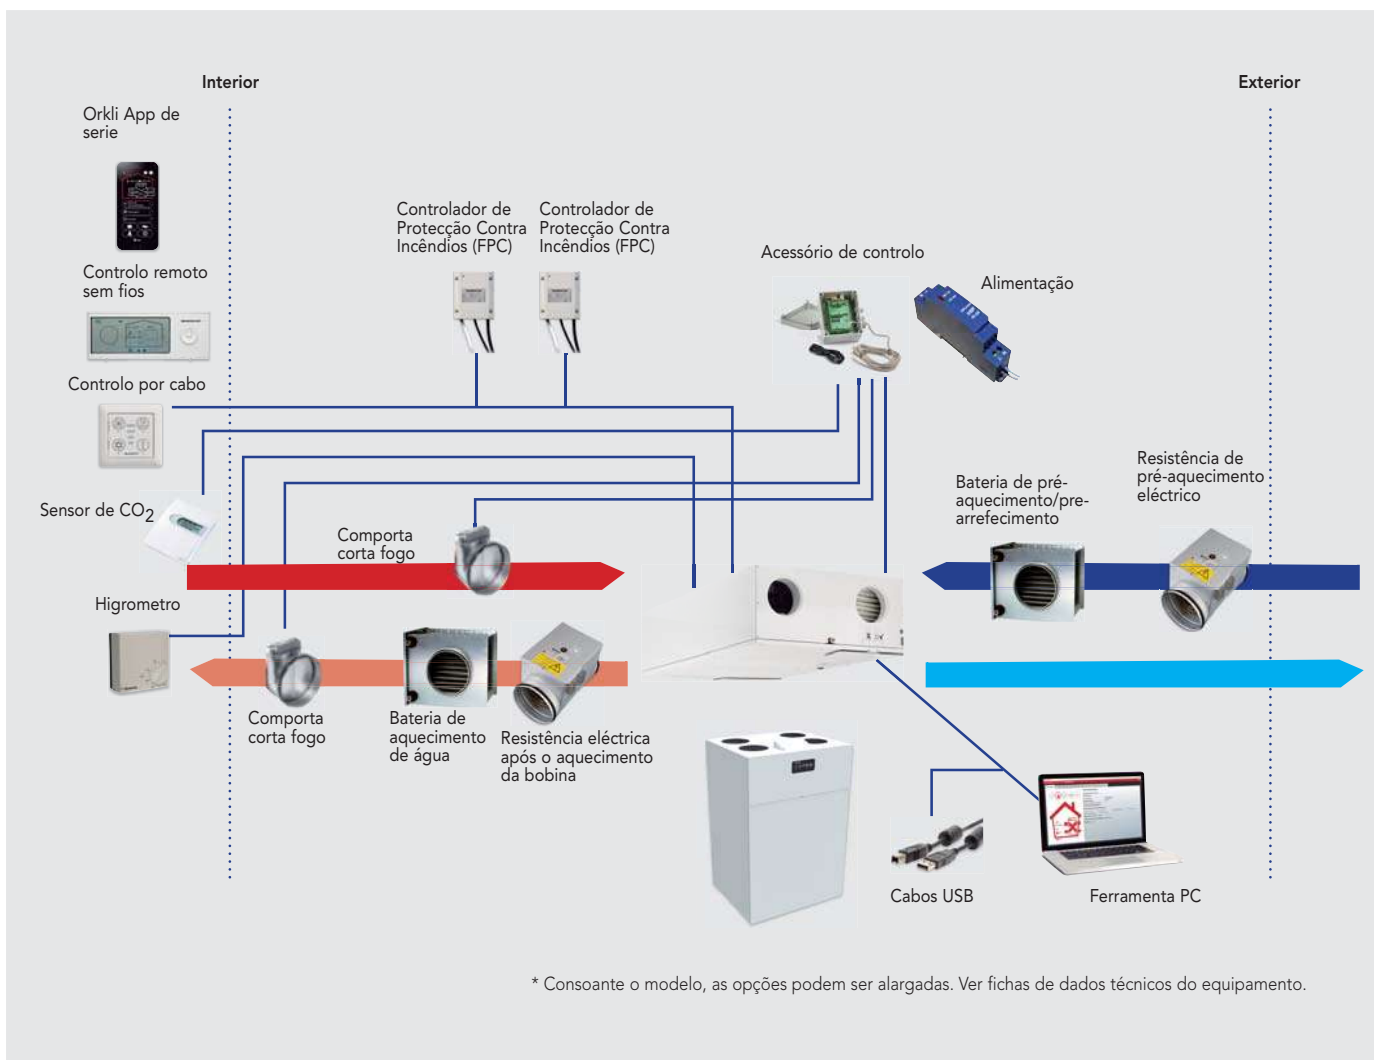 Interior
Exterior
Orkli App de
serie
Controlo remoto
sem fios
Controlo por cabo
Sensor de CO2
Higrometro
Controlador de
Protecção Contra
Incêndios (FPC)
Controlador de
Protecção Contra
Incêndios (FPC)
Acessório de controlo
Alimentação
Comporta
corta fogo
Bateria de pré-
aquecimento/pre-
arrefecimento
Resistência de
pré-aquecimento
eléctrico
Comporta
corta fogo
Bateria de
aquecimento
de água
Resistência eléctrica
após o aquecimento
da bobina
Cabos USB
Ferramenta PC
* Consoante o modelo, as opções podem ser alargadas. Ver fichas de dados técnicos do equipamento.